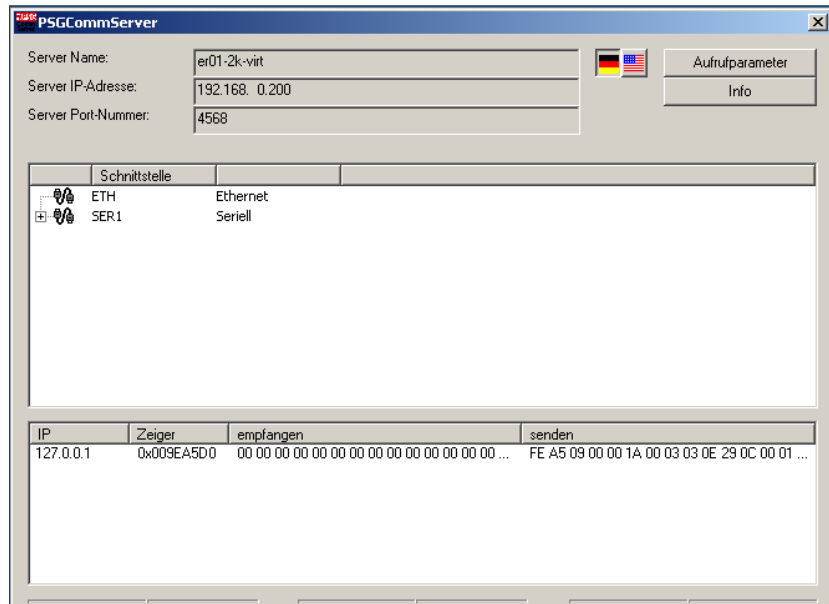 PSGCommServer
Server Name: er01-2k-virt
Aufrufparameter
Server IP-Adresse: 192.168. 0.200
Info
Server Port-Nummer: 4568
Schnittstelle
ETH Ethernet
SER1 Seriell
IP Zeiger empfangen senden
127.0.0.1 0x009EA5D0 00 00 00 00 00 00 00 00 00 00 00 00 00 ... FE A5 09 00 00 1A 00 03 03 0E 29 0C 00 01 ...